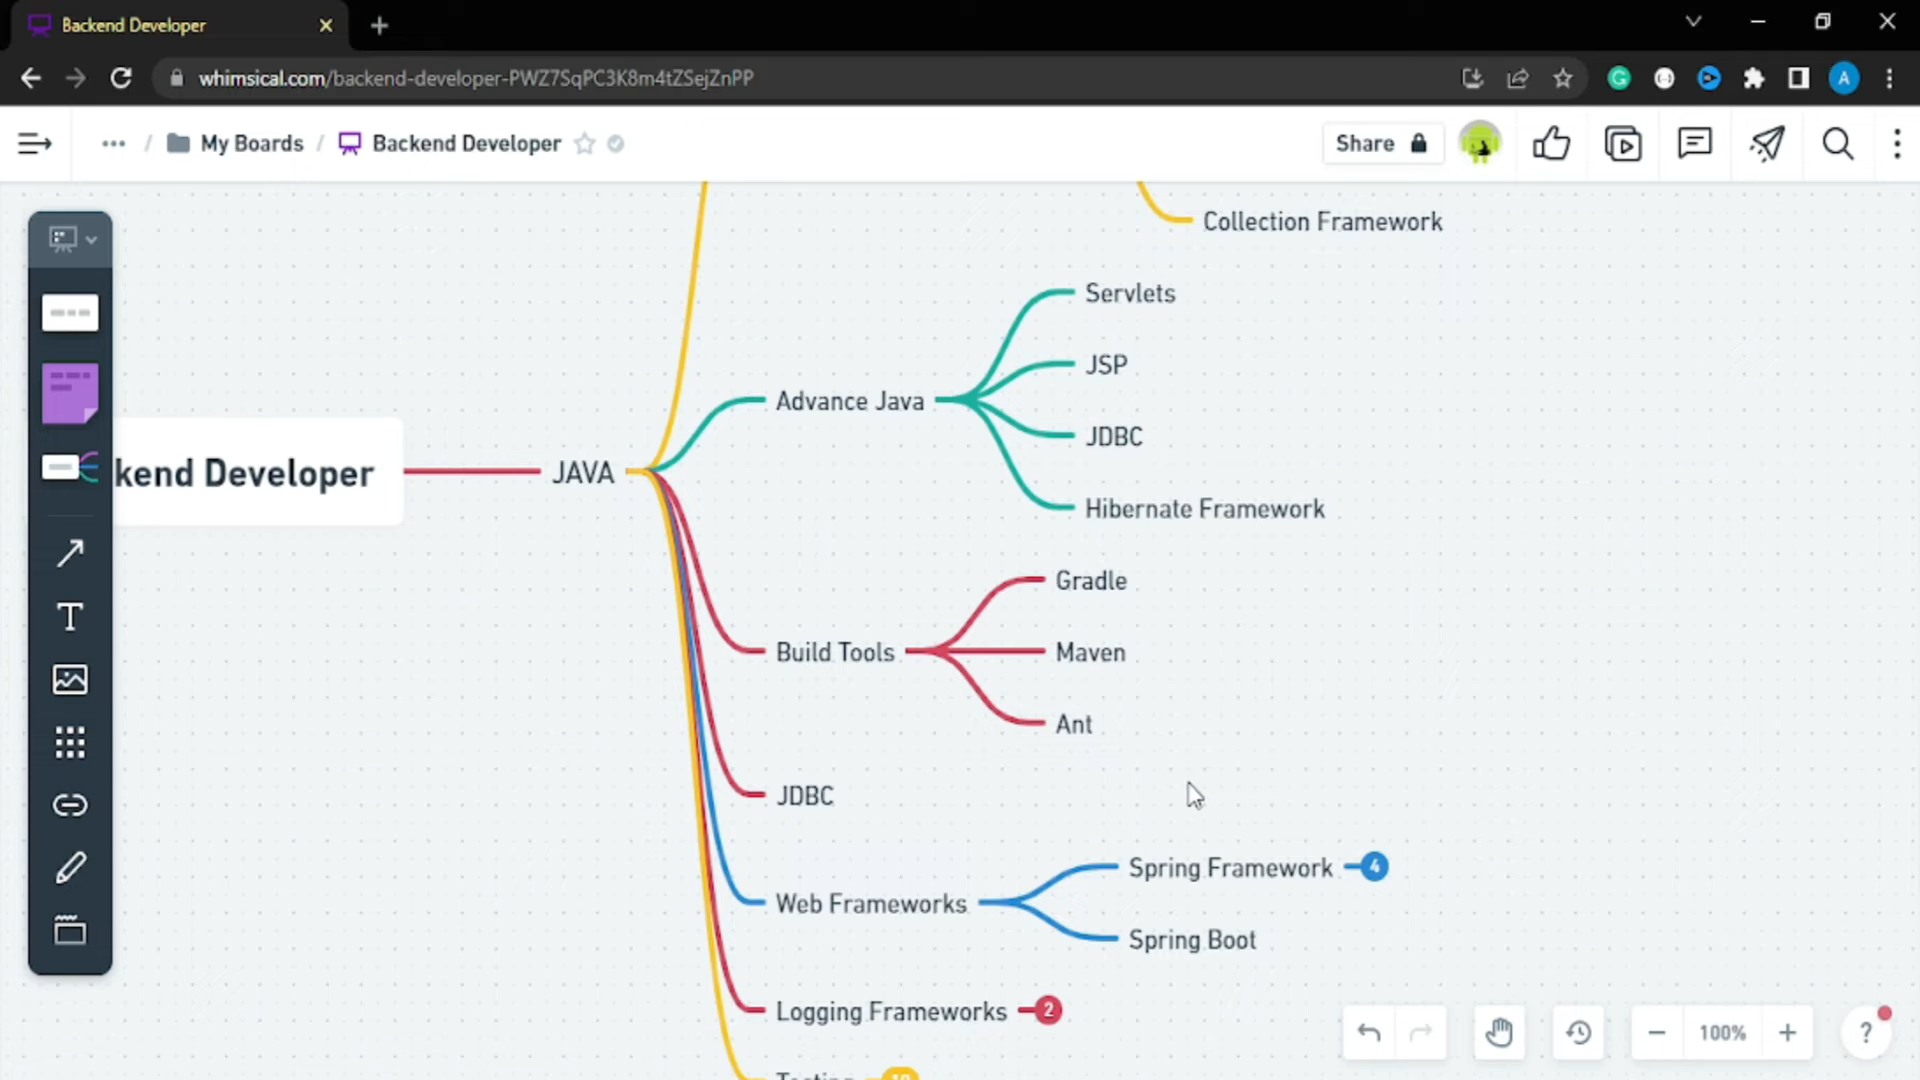 Backend Developer
whimsical.com/backend-developer-PWZ7SqPC3K8m4tZSejZnPP
A
... / My Boards / Backend Developer
Share
Collection Framework
Servlets
JSP
Advance Java
JDBC
kend Developer
JAVA
Hibernate Framework
Gradle
Build Tools
Maven
Ant
JDBC
Spring Framework 4
Web Frameworks
Spring Boot
Logging Frameworks 2
100%
?
Testing